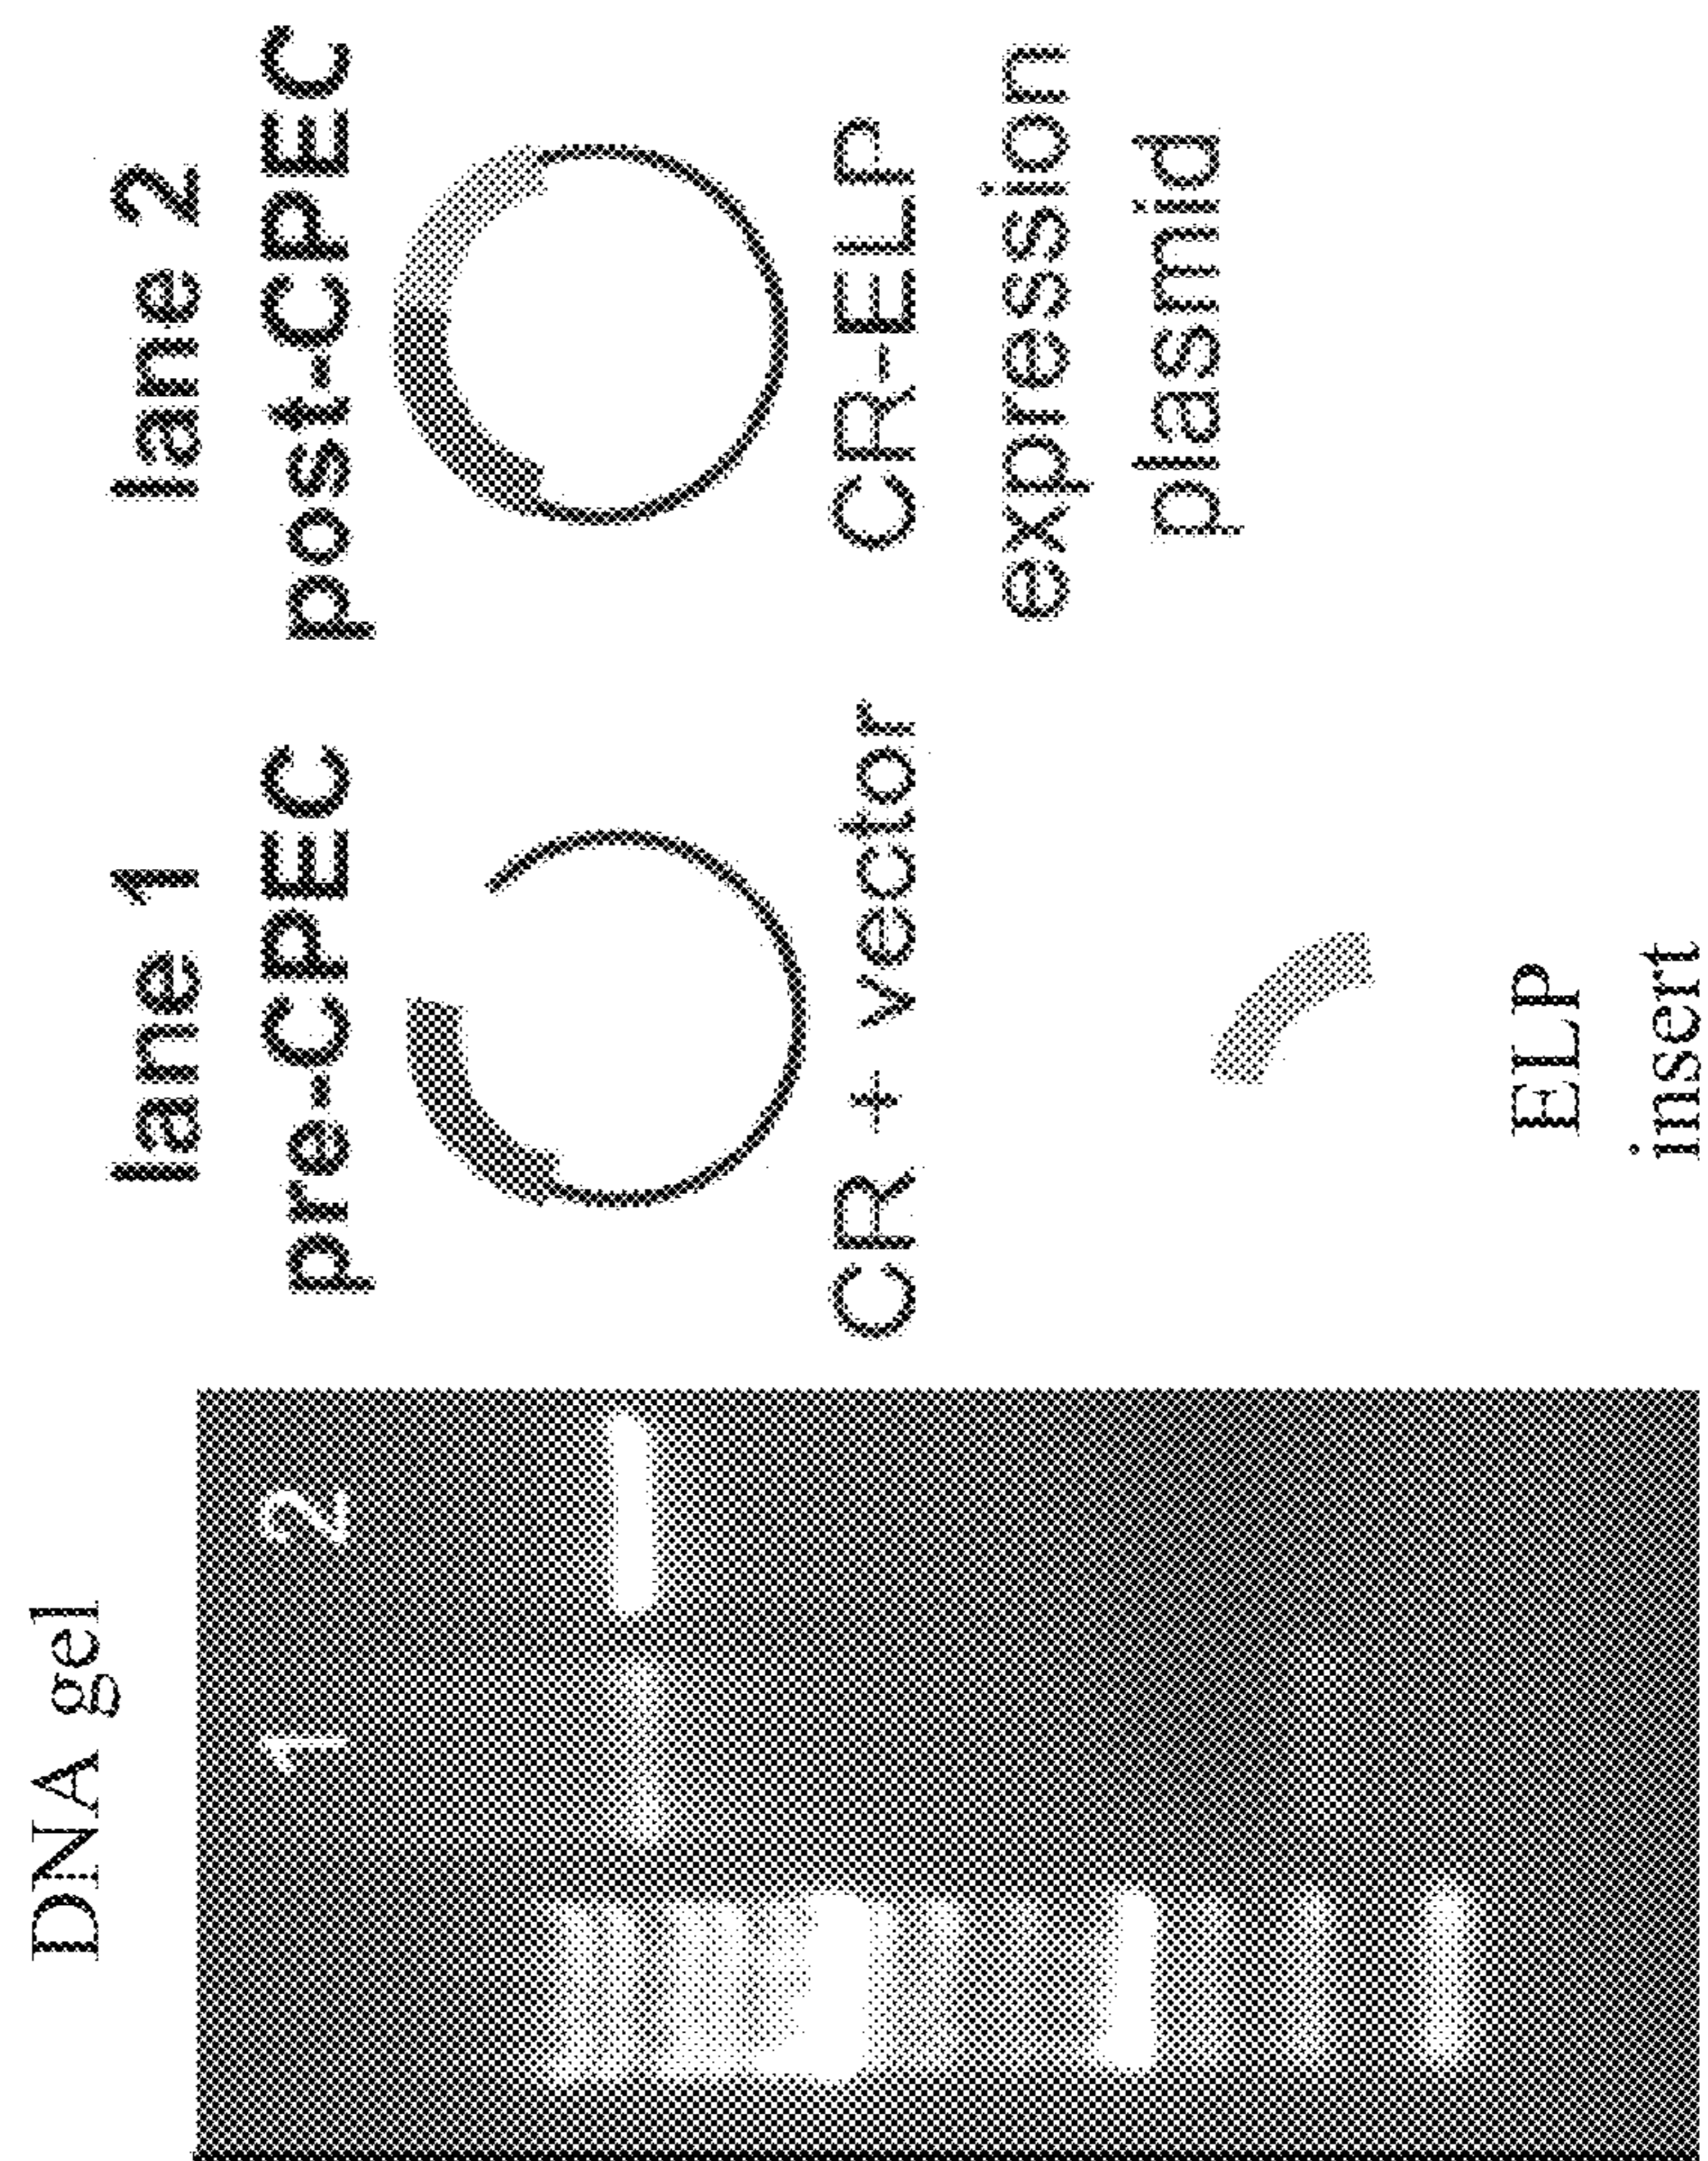 DNA gel
1 2
lane 1
pre-CPEC
CR + vector
ELP
insert
lane 2
post-CPEC
CR-ELP
expression
plasmid